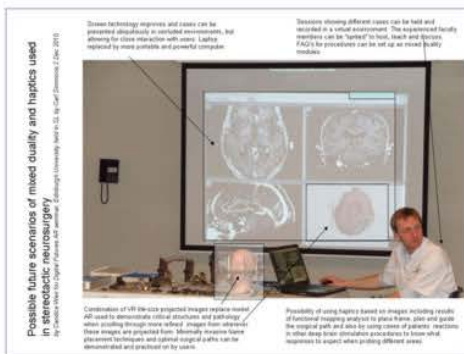 Possible future scenarios of mixed duality and haptics used
in stereotactic neurosurgery
Screen technology improves and cases can be
presented ubiquitously in excluded environments, but
allowing for close interaction with users. Laptop
replaced by more portable and powerful computer.
Sessions showing different cases can be held and
recorded in a virtual environment. The experienced faculty
members can be "sprited" to host, teach and discuss.
FAQ's for procedures can be set up as mixed duality
modules.
Combination of VR life-size projected images replace model.
AR used to demonstrate critical structures and pathology
when scrolling through more refined images from wherever
these images are projected from. Minimally invasive frame
placement techniques and optimal surgical paths can be
demonstrated and practised on by users.
Possibility of using haptics based on images including results
of functional mapping analysis to place frame, plan and guide
the surgical path and also by using cases of patients reactions
in other deep brain stimulation procedures to know what
responses to aspect when probing different areas.